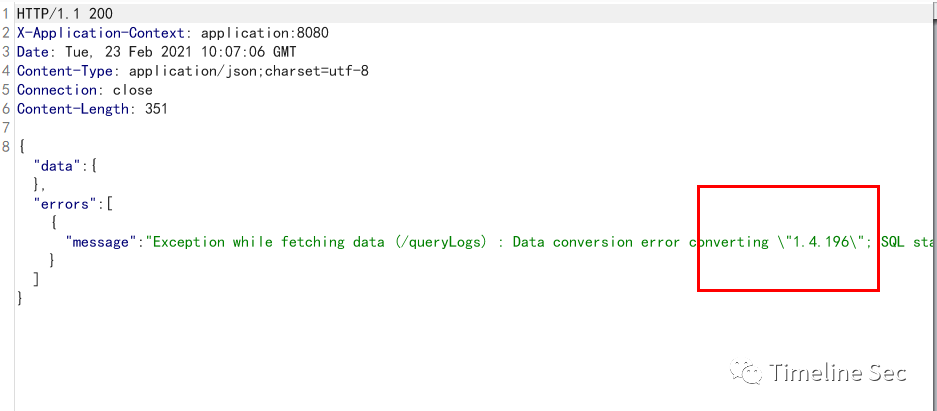 1 HTTP/1.1 200
2 X-Application-Context: application:8080
3 Date: Tue, 23 Feb 2021 10:07:06 GMT
4 Content-Type: application/json;charset=utf-8
5 Connection: close
6 Content-Length: 351
7
8 {
"data":{
},
"errors":[
{
"message":"Exception while fetching data (/queryLogs) : Data conversion error converting \"1.4.196\"; SQL sta
}
]
}
Timeline Sec